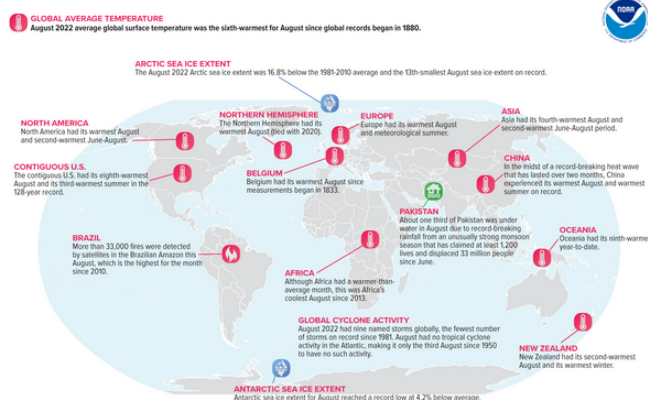 GLOBAL AVERAGE TEMPERATURE
August 2022 average global surface temperature was the sixth-warmest for August since global records began in 1880.
NOAA
ARCTIC SEA ICE EXTENT
The August 2022 Arctic sea ice extent was 16.8% below the 1981-2010 average and the 13th-smallest August sea ice extent on record.
NORTH AMERICA
North America had its warmest August
and second-warmest June-August.
NORTHERN HEMISPHERE
The Northern Hemisphere had its
warmest August (tied with 2020).
EUROPE
Europe had its warmest August
and meteorological summer.
ASIA
Asia had its fourth-warmest August and
second-warmest June-August period.
CONTIGUOUS U.S.
The contiguous U.S. had its eighth-warmest
August and its third-warmest summer in the
128-year record.
BELGIUM
Belgium had its warmest August since
measurements began in 1833.
CHINA
In the midst of a record-breaking heat wave
that has lasted over two months, China
experienced its warmest August and warmest
summer on record.
PAKISTAN
About one third of Pakistan was under
water in August due to record-breaking
rainfall from an unusually strong monsoon
season that has claimed at least 1,200
lives and displaced 33 million people
since June.
BRAZIL
More than 33,000 fires were detected
by satellites in the Brazilian Amazon this
August, which is the highest for the month
since 2010.
OCEANIA
Oceania had its ninth-warme
year-to-date.
AFRICA
Although Africa had a warmer-than-
average month, this was Africa's
coolest August since 2013.
GLOBAL CYCLONE ACTIVITY
August 2022 had nine named storms globally, the fewest number
of storms on record since 1981. August had no tropical cyclone
activity in the Atlantic, making it only the third August since 1950
to have no such activity.
NEW ZEALAND
New Zealand had its second-warmest
August and its warmest winter.
ANTARCTIC SEA ICE EXTENT
Antarctic sea ice extent for August reached a record low at 4.2% below average.